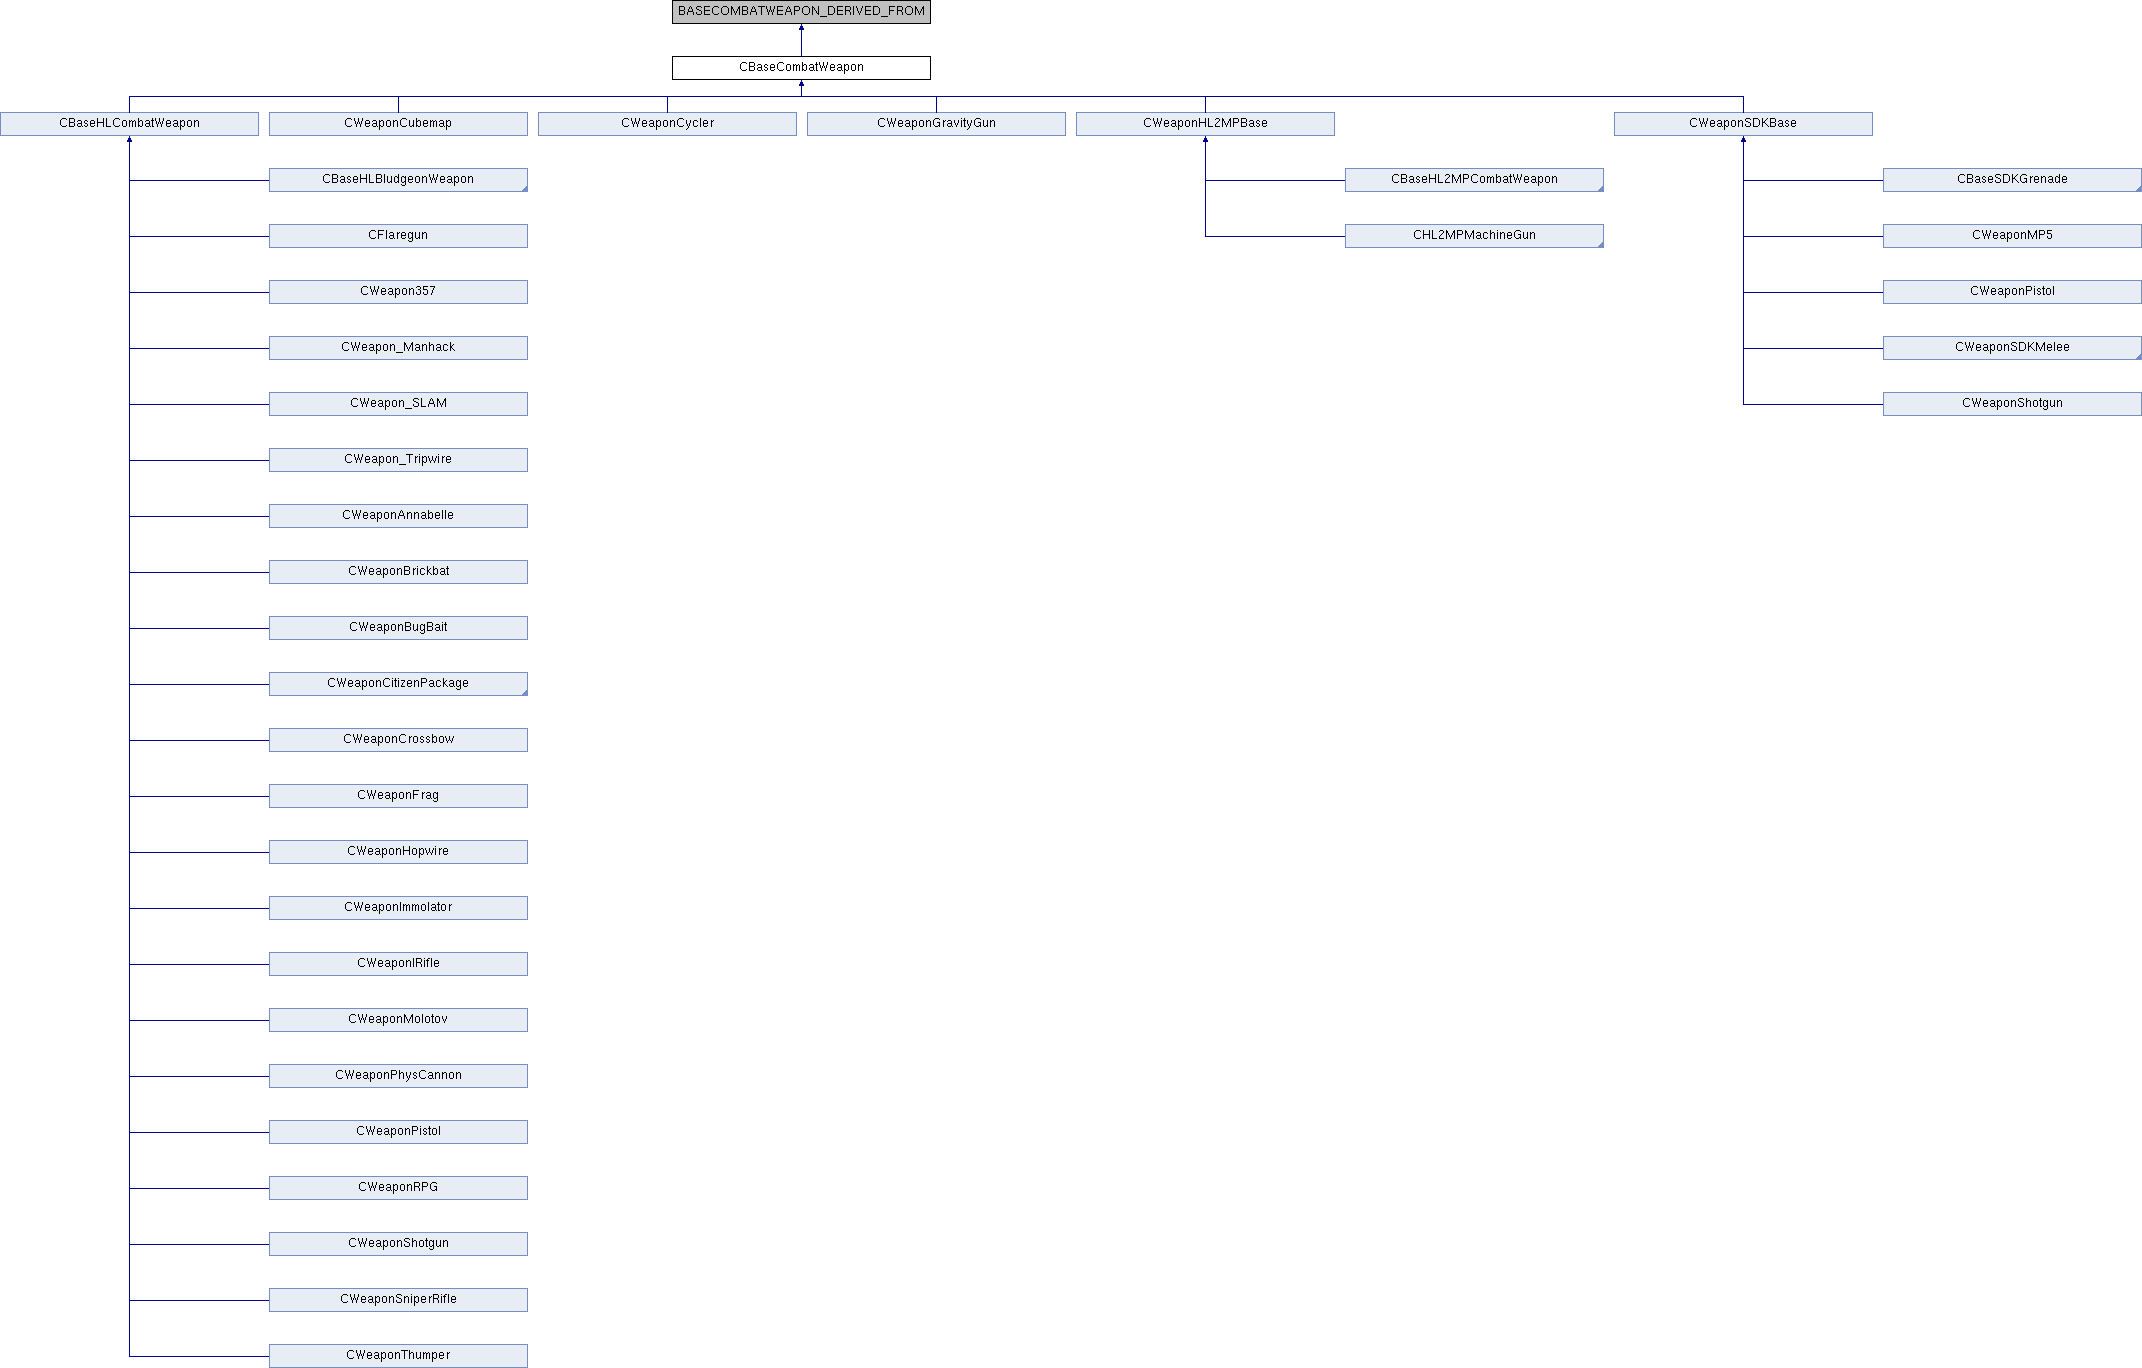 BASECOMBATWEAPON_DERIVED_FROM
CBaseCombatWeapon
CBaseHLCombatWeapon
CWeaponCubemap
CWeaponCycler
CWeaponGravityGun
CWeaponHL2MPBase
CWeaponSDKBase
CBaseHLBludgeonWeapon
CBaseHL2MPCombatWeapon
CBaseSDKGrenade
CFlaregun
CHL2MPMachineGun
CWeaponMP5
CWeapon357
CWeaponPistol
CWeapon_Manhack
CWeaponSDKMelee
CWeapon_SLAM
CWeaponShotgun
CWeapon_Tripwire
CWeaponAnnabelle
CWeaponBrickbat
CWeaponBugBait
CWeaponCitizenPackage
CWeaponCrossbow
CWeaponFrag
CWeaponHopwire
CWeaponImmolator
CWeaponIRifle
CWeaponMolotov
CWeaponPhysCannon
CWeaponPistol
CWeaponRPG
CWeaponShotgun
CWeaponSniperRifle
CWeaponThumper